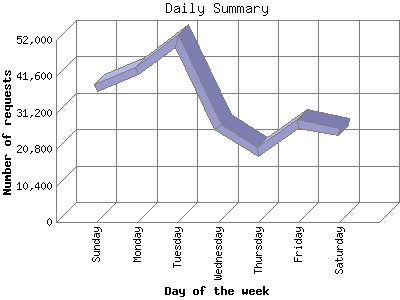 Daily Summary
52,000
41,600
31,200
20,800
10,400
0
Number of requests
Sunday
Monday
Tuesday
Wednesday
Thursday
Friday
Saturday
Day of the week